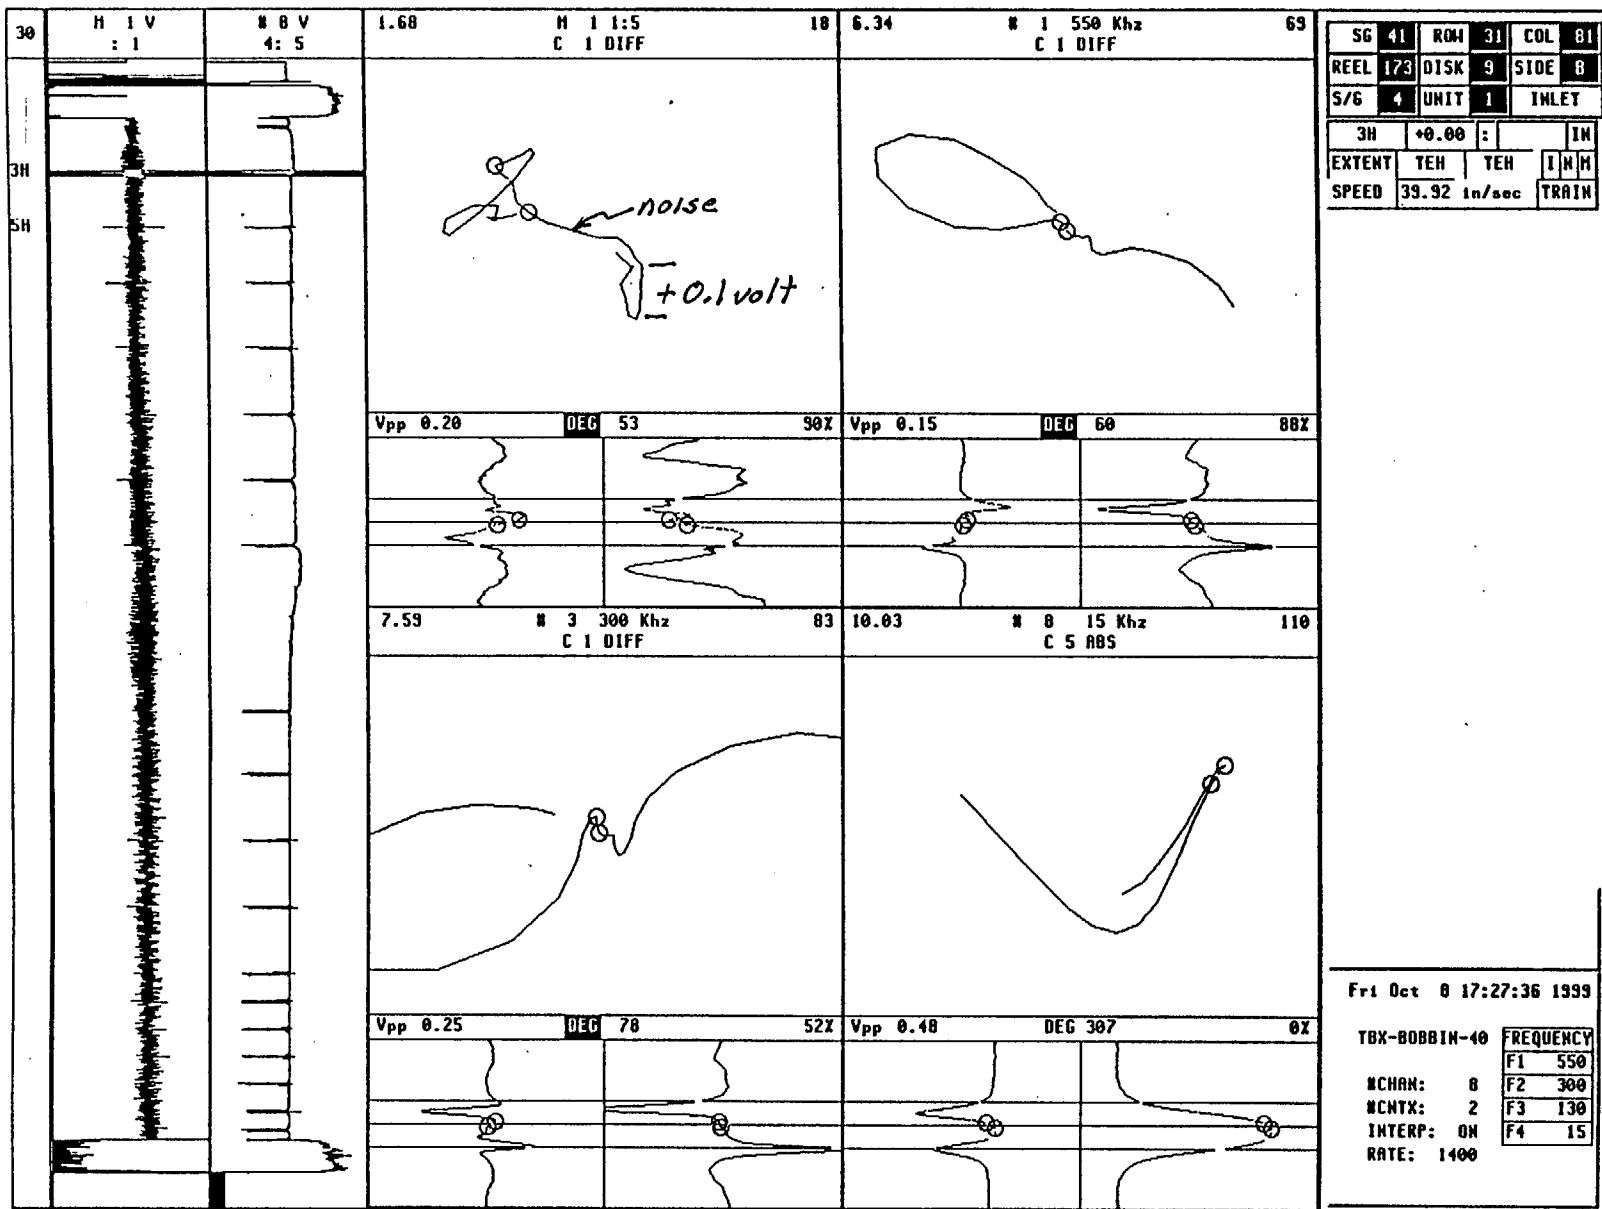 30
M 1 V
: 1
# 8 V
4: 5
1.68 M 1 1:5 18
C 1 DIFF
6.34 # 1 550 Khz 69
C 1 DIFF
SG 41 ROW 31 COL 81
REEL 173 DISK 9 SIDE B
S/G 4 UNIT 1 INLET
3H +0.00 : IN
EXTENT TEH TEH I N M
SPEED 39.92 in/sec TRAIN
3H
5H
noise
+0.1 volt
Vpp 0.20 DEG 53 90%
Vpp 0.15 DEG 60 88%
7.59 # 3 300 Khz 83
C 1 DIFF
10.03 # 8 15 Khz 110
C 5 ABS
Vpp 0.25 DEG 78 52%
Vpp 0.48 DEG 307 0%
Fri Oct 8 17:27:36 1999
TBX-BOBBIN-40
FREQUENCY
F1 550
#CHAN: 8 F2 300
#CNTX: 2 F3 130
INTERP: ON F4 15
RATE: 1400